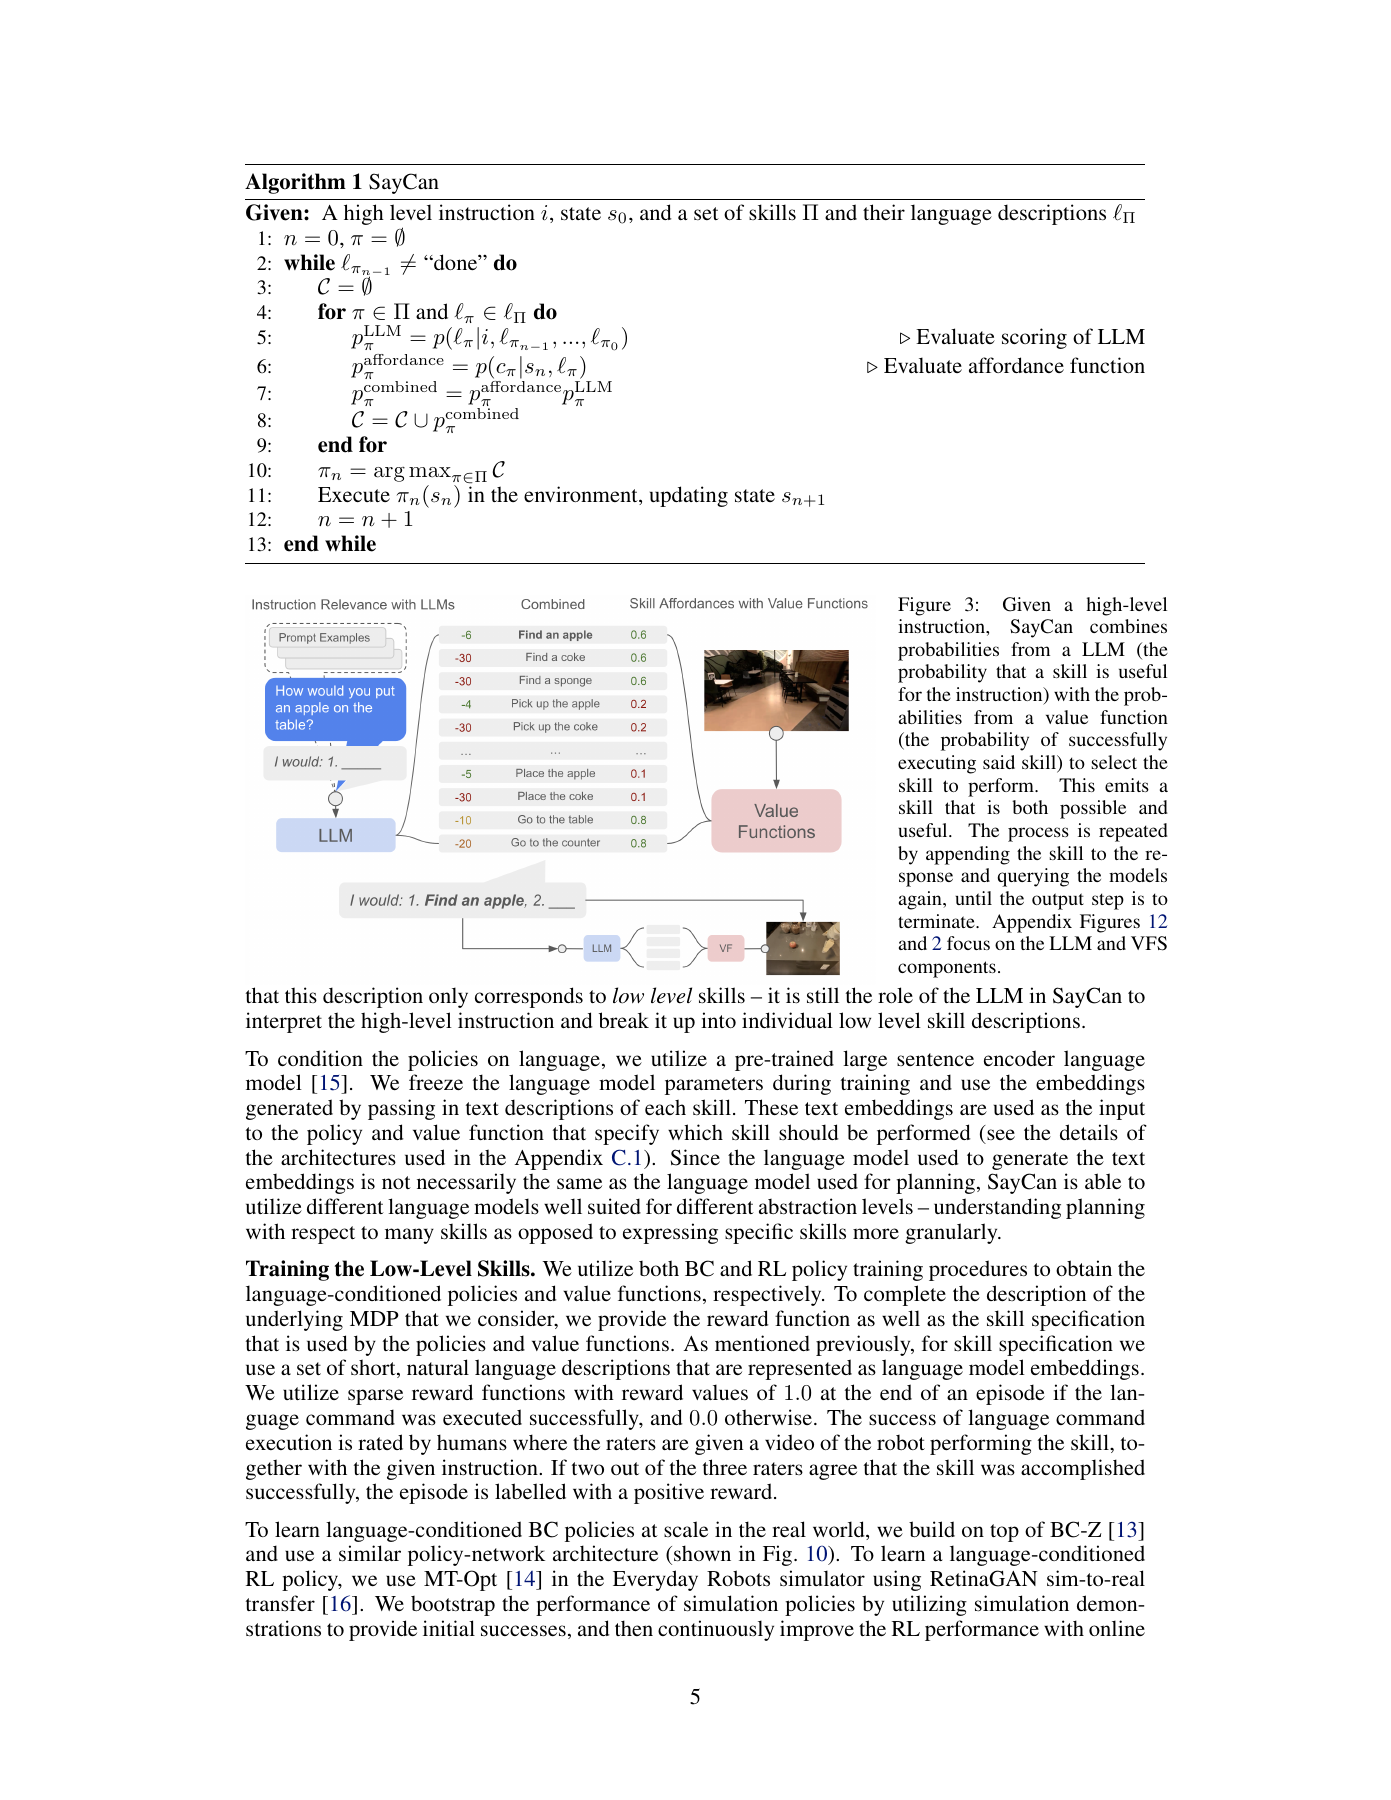 Algorithm 1 SayCan
Given: A high level instruction i, state s₀, and a set of skills Π and their language descriptions ℓ_Π
1: n = 0, π = ∅
2: while ℓ_{π_{n−1}} ≠ “done” do
3: C = ∅
4: for π ∈ Π and ℓ_π ∈ ℓ_Π do
5: p_π^{LLM} = p(ℓ_π|i, ℓ_{π_{n−1}}, ..., ℓ_{π_0}) ▷ Evaluate scoring of LLM
6: p_π^{affordance} = p(c_π|s_n, ℓ_π) ▷ Evaluate affordance function
7: p_π^{combined} = p_π^{affordance} p_π^{LLM}
8: C = C ∪ p_π^{combined}
9: end for
10: π_n = arg max_{π∈Π} C
11: Execute π_n(s_n) in the environment, updating state s_{n+1}
12: n = n + 1
13: end while
Instruction Relevance with LLMs Combined Skill Affordances with Value Functions
Prompt Examples
How would you put
an apple on the
table?
I would: 1. _____
LLM
-6 Find an apple 0.6
-30 Find a coke 0.6
-30 Find a sponge 0.6
-4 Pick up the apple 0.2
-30 Pick up the coke 0.2
... ... ...
-5 Place the apple 0.1
-30 Place the coke 0.1
-10 Go to the table 0.8
-20 Go to the counter 0.8
Value
Functions
I would: 1. Find an apple, 2. ___
LLM
VF
Figure 3: Given a high-level
instruction, SayCan combines
probabilities from a LLM (the
probability that a skill is useful
for the instruction) with the prob-
abilities from a value function
(the probability of successfully
executing said skill) to select the
skill to perform. This emits a
skill that is both possible and
useful. The process is repeated
by appending the skill to the re-
sponse and querying the models
again, until the output step is to
terminate. Appendix Figures 12
and 2 focus on the LLM and VFS
components.
that this description only corresponds to low level skills – it is still the role of the LLM in SayCan to
interpret the high-level instruction and break it up into individual low level skill descriptions.
To condition the policies on language, we utilize a pre-trained large sentence encoder language
model [15]. We freeze the language model parameters during training and use the embeddings
generated by passing in text descriptions of each skill. These text embeddings are used as the input
to the policy and value function that specify which skill should be performed (see the details of
the architectures used in the Appendix C.1). Since the language model used to generate the text
embeddings is not necessarily the same as the language model used for planning, SayCan is able to
utilize different language models well suited for different abstraction levels – understanding planning
with respect to many skills as opposed to expressing specific skills more granularly.
Training the Low-Level Skills. We utilize both BC and RL policy training procedures to obtain the
language-conditioned policies and value functions, respectively. To complete the description of the
underlying MDP that we consider, we provide the reward function as well as the skill specification
that is used by the policies and value functions. As mentioned previously, for skill specification we
use a set of short, natural language descriptions that are represented as language model embeddings.
We utilize sparse reward functions with reward values of 1.0 at the end of an episode if the lan-
guage command was executed successfully, and 0.0 otherwise. The success of language command
execution is rated by humans where the raters are given a video of the robot performing the skill, to-
gether with the given instruction. If two out of the three raters agree that the skill was accomplished
successfully, the episode is labelled with a positive reward.
To learn language-conditioned BC policies at scale in the real world, we build on top of BC-Z [13]
and use a similar policy-network architecture (shown in Fig. 10). To learn a language-conditioned
RL policy, we use MT-Opt [14] in the Everyday Robots simulator using RetinaGAN sim-to-real
transfer [16]. We bootstrap the performance of simulation policies by utilizing simulation demon-
strations to provide initial successes, and then continuously improve the RL performance with online
5